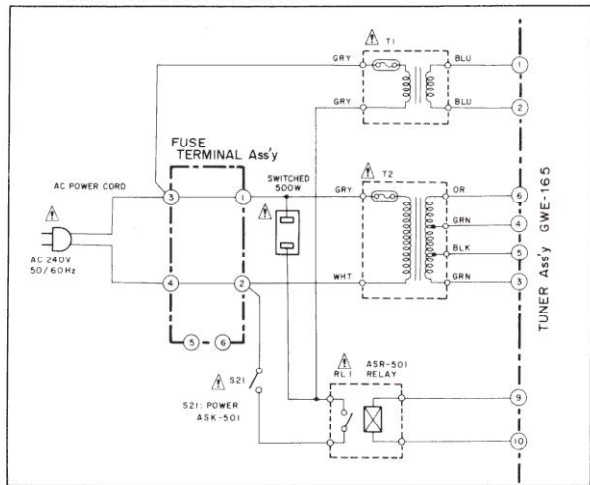 T1
GRY
BLU
1
GRY
BLU
2
FUSE
TERMINAL Ass'y
SWITCHED
500W
T2
AC POWER CORD
3
1
GRY
OR
6
GRN
4
BLK
5
AC 240V
50/60Hz
4
2
WHT
GRN
3
TUNER Ass'y GWE-165
5
6
S21
S21: POWER
ASK-501
RL1
ASR-501
RELAY
9
10